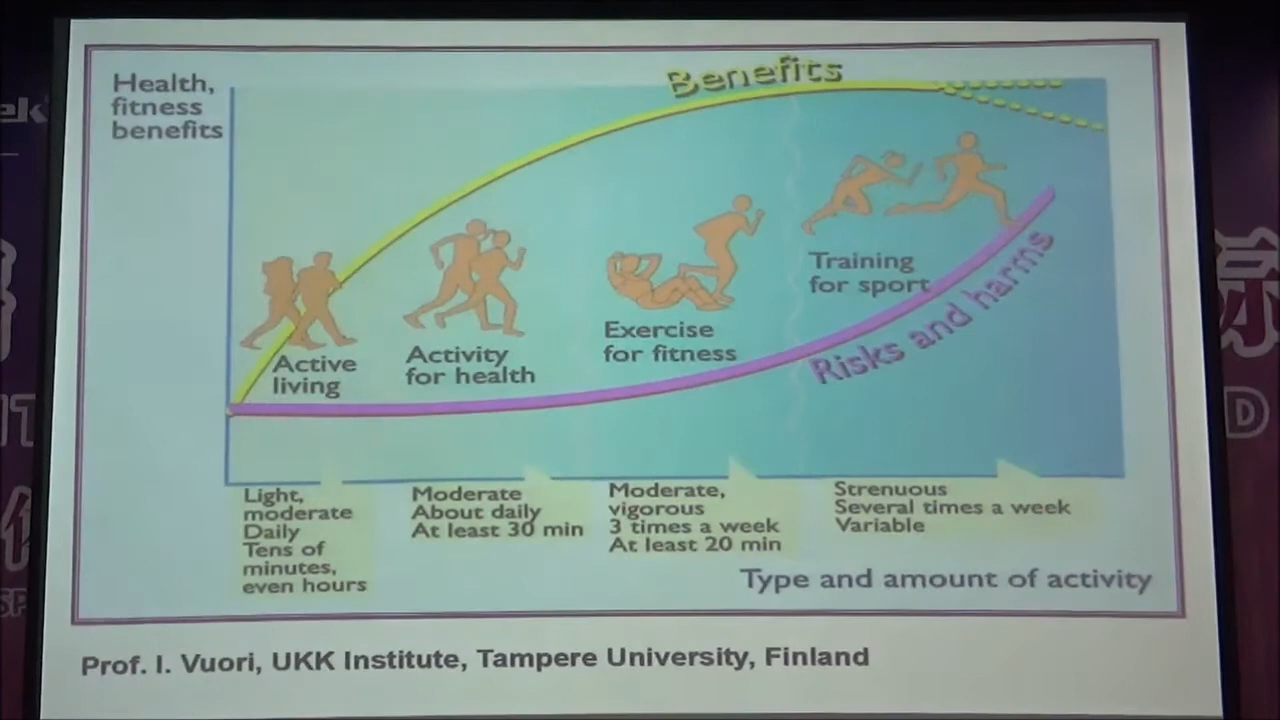 Health,
fitness
benefits
Benefits
Active
living
Activity
for health
Exercise
for fitness
Training
for sport
Risks and harms
Light,
moderate
Daily
Tens of
minutes,
even hours
Moderate
About daily
At least 30 min
Moderate,
vigorous
3 times a week
At least 20 min
Strenuous
Several times a week
Variable
Type and amount of activity
Prof. I. Vuori, UKK Institute, Tampere University, Finland